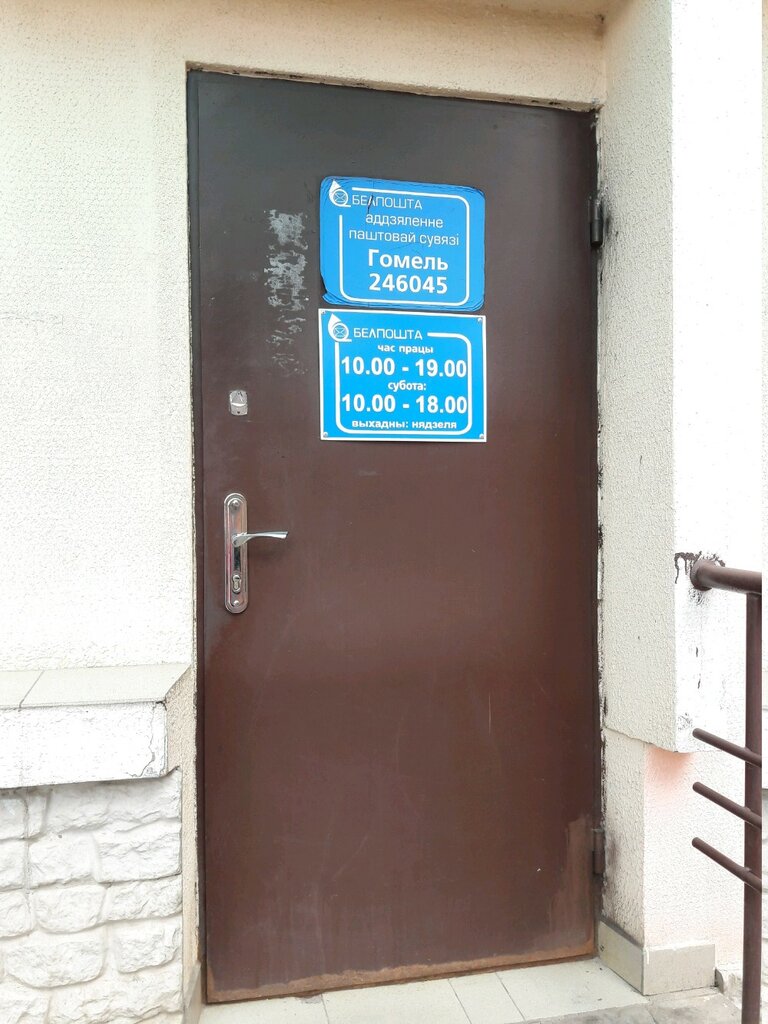 БЕЛПОШТА
аддзяленне
паштовай сувязі
Гомель
246045
БЕЛПОШТА
час працы
10.00 - 19.00
субота:
10.00 - 18.00
выхадны: нядзеля